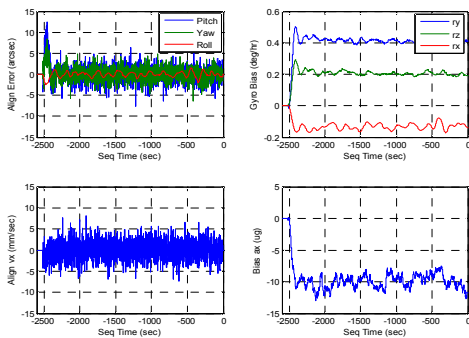 15
10
5
0
-5
-10
-15
Align Error (arcsec)
Pitch
Yaw
Roll
-2500 -2000 -1500 -1000 -500 0
Seq Time (sec)
0.6
0.4
0.2
0
-0.2
Gyro Bias (deg/hr)
ry
rz
rx
-2500 -2000 -1500 -1000 -500 0
Seq Time (sec)
15
10
5
0
-5
-10
-15
Align vx (mm/sec)
-2500 -2000 -1500 -1000 -500 0
Seq Time (sec)
5
0
-5
-10
-15
Bias ax (ug)
-2500 -2000 -1500 -1000 -500 0
Seq Time (sec)